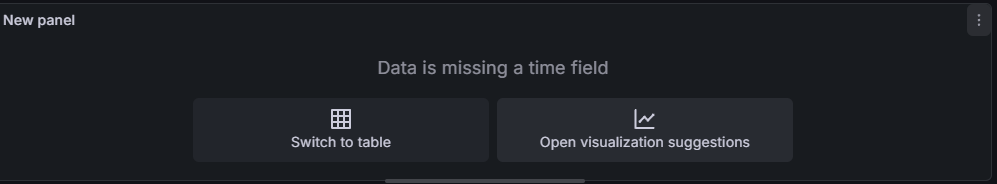 New panel
Data is missing a time field
Switch to table
Open visualization suggestions